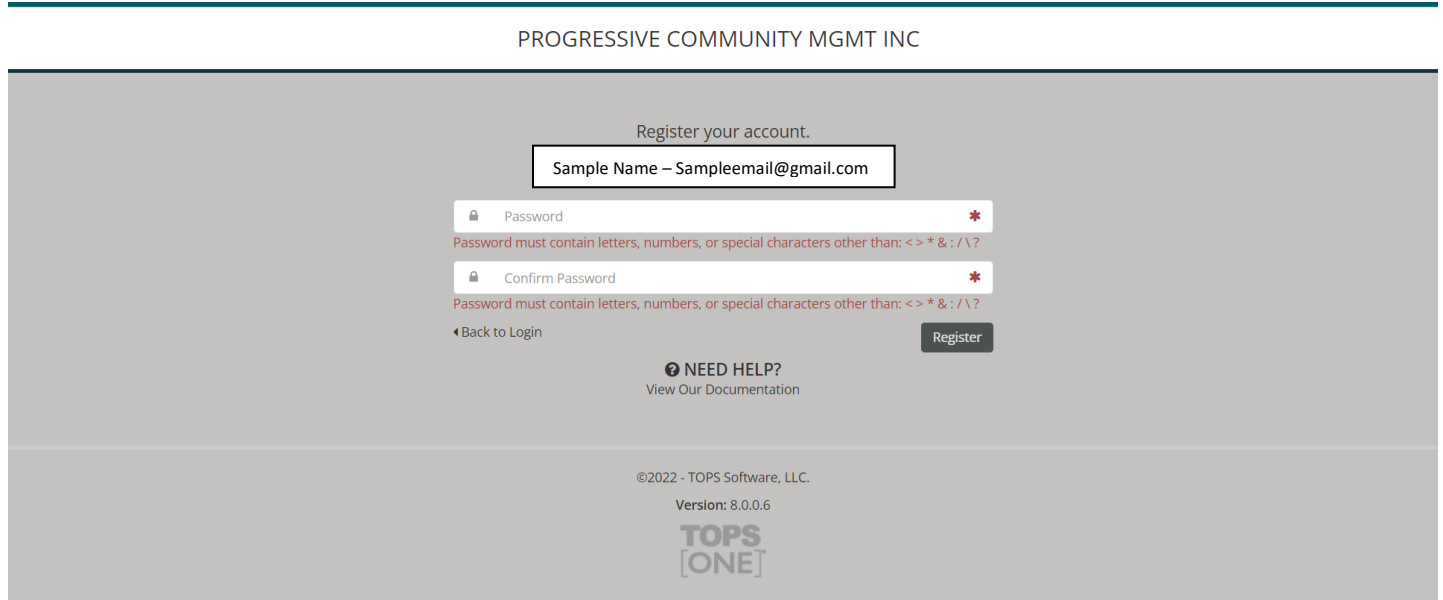 PROGRESSIVE COMMUNITY MGMT INC
Register your account.
Sample Name – Sampleemail@gmail.com
Password *
Password must contain letters, numbers, or special characters other than: < > * & : / \ ?
Confirm Password *
Password must contain letters, numbers, or special characters other than: < > * & : / \ ?
Back to Login
Register
NEED HELP?
View Our Documentation
©2022 - TOPS Software, LLC.
Version: 8.0.0.6
TOPS
[ONE]